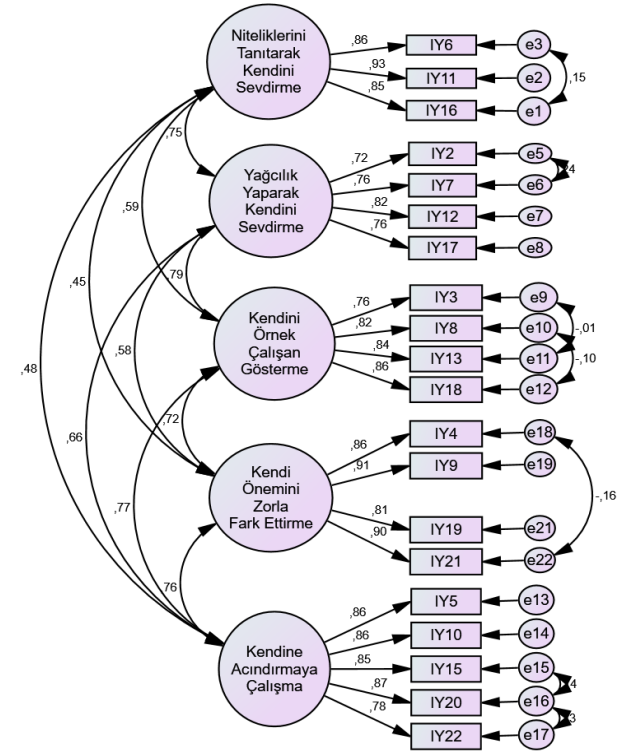 Niteliklerini
Tanıtarak
Kendini
Sevdirme
,86
IY6
e3
,93
IY11
e2
,15
,85
IY16
e1
,75
Yağcılık
Yaparak
Kendini
Sevdirme
,72
IY2
e5
,76
IY7
e6
,82
IY12
e7
,76
IY17
e8
,59
,79
,45
Kendini
Örnek
Çalışan
Gösterme
,76
IY3
e9
,82
IY8
e10
-,01
,84
IY13
e11
-,10
,86
IY18
e12
,58
,48
,72
,66
Kendi
Önemini
Zorla
Fark Ettirme
,86
IY4
e18
,91
IY9
e19
-,16
,81
IY19
e21
,90
IY21
e22
,77
,76
Kendine
Acındırmaya
Çalışma
,86
IY5
e13
,86
IY10
e14
,85
IY15
e15
,87
IY20
e16
,78
IY22
e17